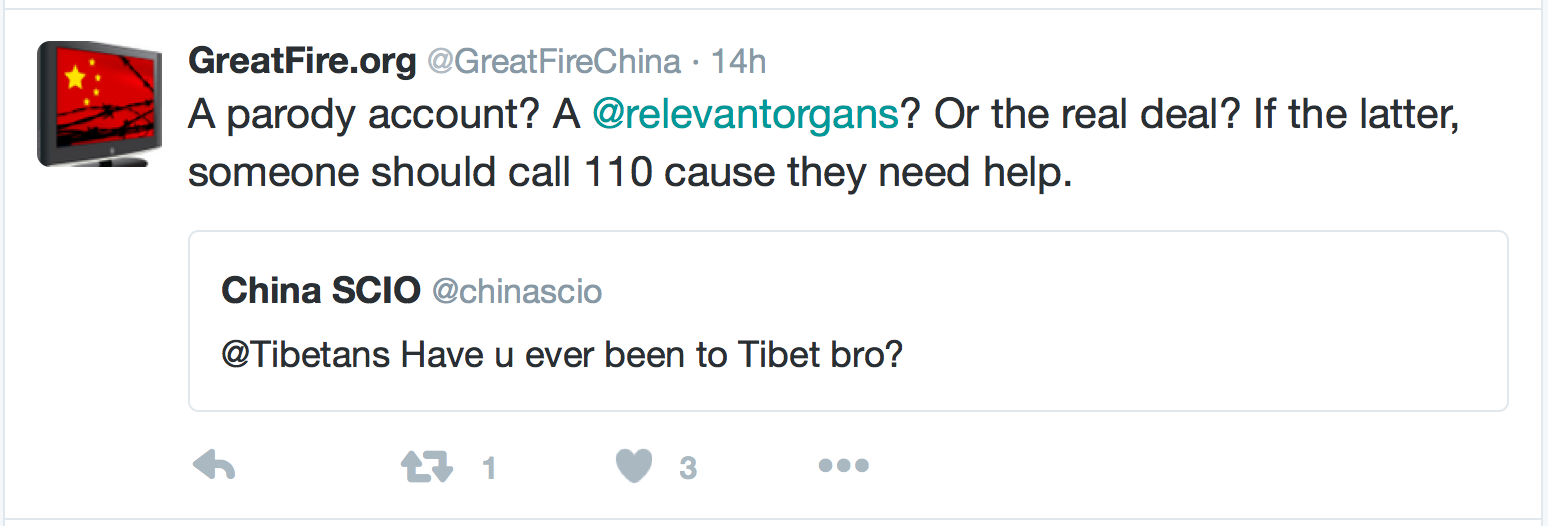 GreatFire.org @GreatFireChina · 14h
A parody account? A @relevantorgans? Or the real deal? If the latter,
someone should call 110 cause they need help.
China SCIO @chinascio
@Tibetans Have u ever been to Tibet bro?
1 3